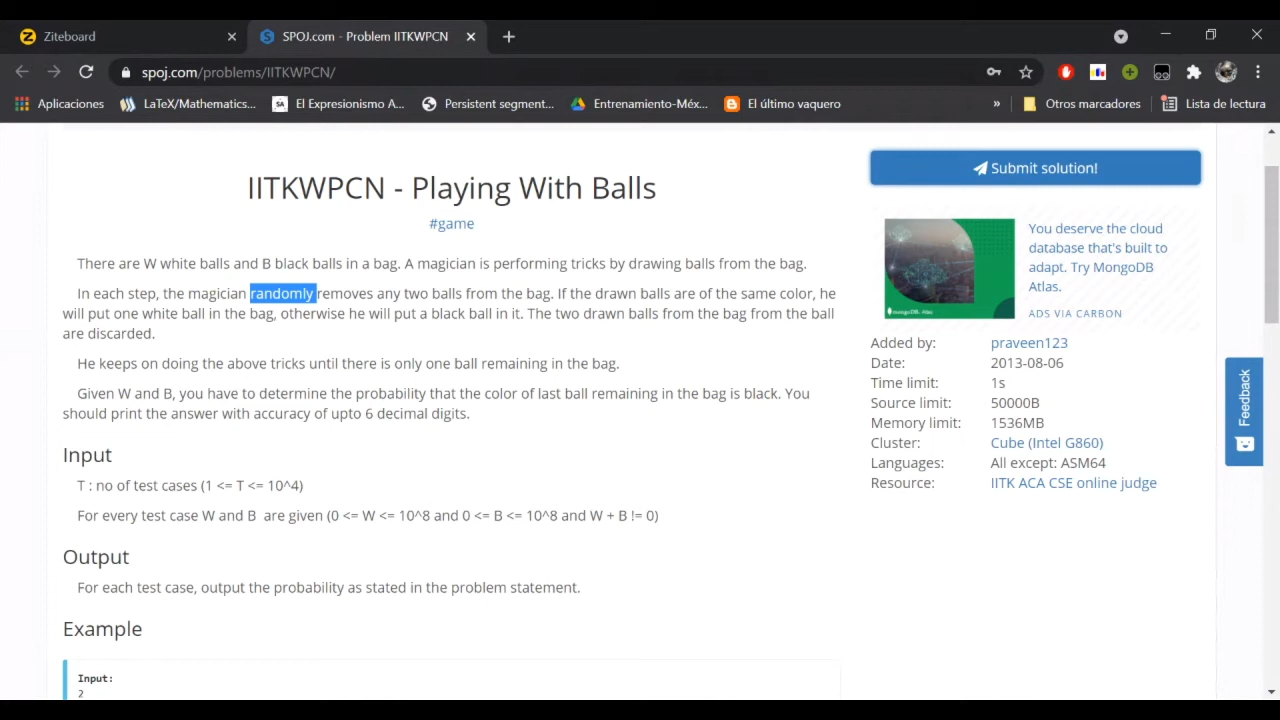 Ziteboard
SPOJ.com - Problem IITKWPCN
spoj.com/problems/IITKWPCN/
Aplicaciones
LaTeX/Mathematics...
SA
El Expresionismo A...
Persistent segment...
Entrenamiento-Méx...
El último vaquero
»
Otros marcadores
Lista de lectura
IITKWPCN - Playing With Balls
#game
There are W white balls and B black balls in a bag. A magician is performing tricks by drawing balls from the bag.
In each step, the magician randomly removes any two balls from the bag. If the drawn balls are of the same color, he
will put one white ball in the bag, otherwise he will put a black ball in it. The two drawn balls from the bag from the ball
are discarded.
He keeps on doing the above tricks until there is only one ball remaining in the bag.
Given W and B, you have to determine the probability that the color of last ball remaining in the bag is black. You
should print the answer with accuracy of upto 6 decimal digits.
Input
T : no of test cases (1 <= T <= 10^4)
For every test case W and B are given (0 <= W <= 10^8 and 0 <= B <= 10^8 and W + B != 0)
Output
For each test case, output the probability as stated in the problem statement.
Example
Input:
2
Submit solution!
You deserve the cloud
database that's built to
adapt. Try MongoDB
Atlas.
ADS VIA CARBON
Added by: praveen123
Date: 2013-08-06
Time limit: 1s
Source limit: 50000B
Memory limit: 1536MB
Cluster: Cube (Intel G860)
Languages: All except: ASM64
Resource: IITK ACA CSE online judge
Feedback